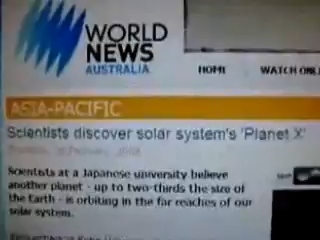 WORLD
NEWS
AUSTRALIA
HOME
WATCH ONLI
ASIA-PACIFIC
Scientists discover solar system's 'Planet X'
Scientists at a Japanese university believe
another planet - up to two-thirds the size of
the Earth - is orbiting in the far reaches of our
solar system.